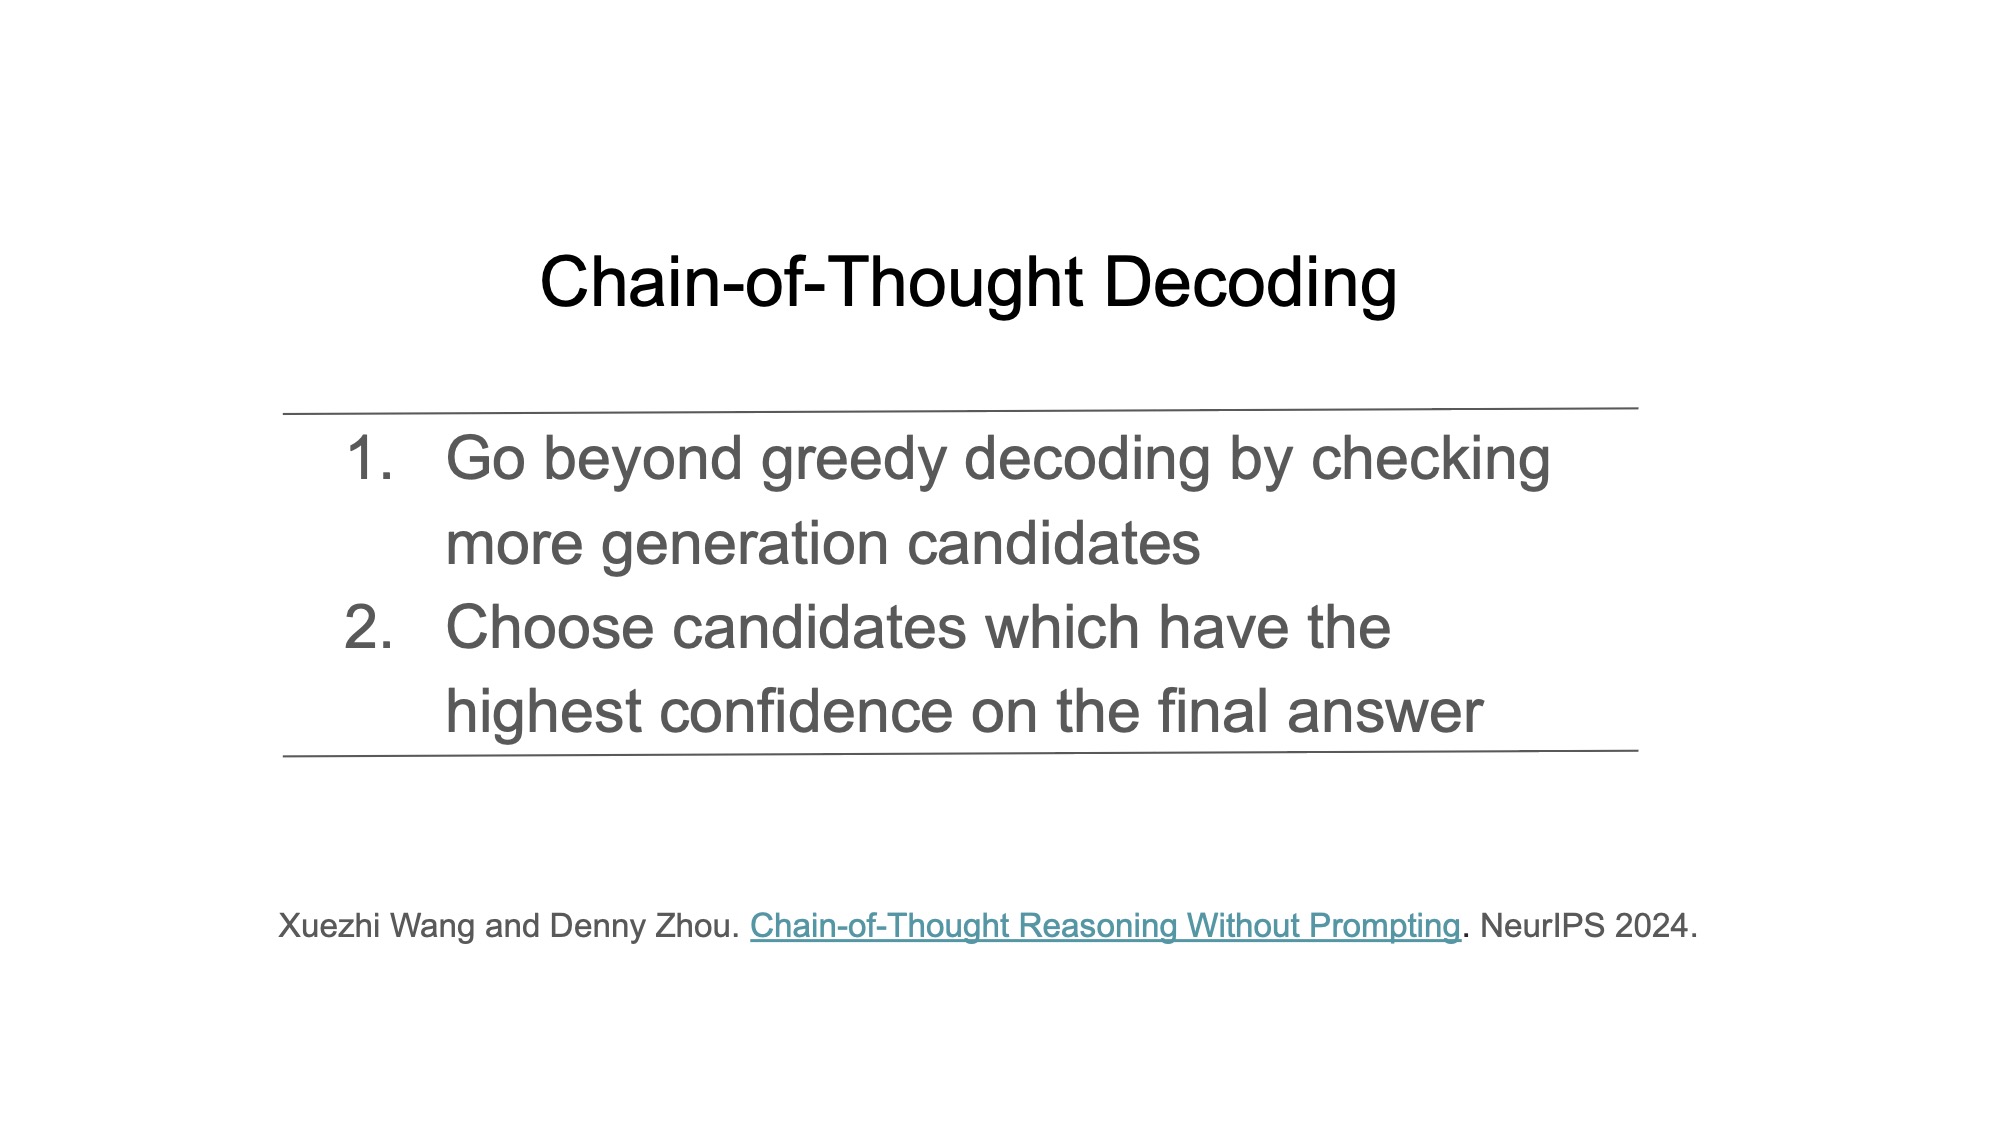 Chain-of-Thought Decoding
1. Go beyond greedy decoding by checking
more generation candidates
2. Choose candidates which have the
highest confidence on the final answer
Xuezhi Wang and Denny Zhou. Chain-of-Thought Reasoning Without Prompting. NeurIPS 2024.